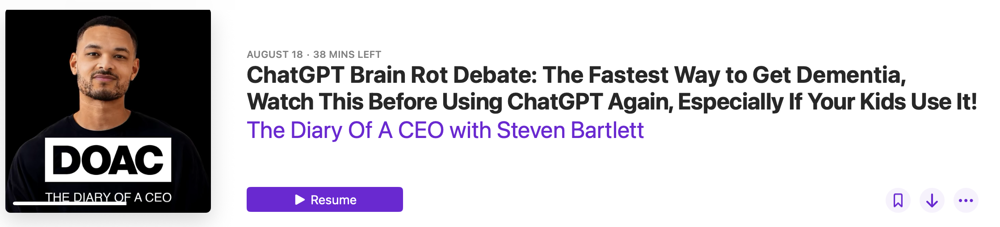 DOAC
THE DIARY OF A CEO
AUGUST 18 · 38 MINS LEFT
ChatGPT Brain Rot Debate: The Fastest Way to Get Dementia,
Watch This Before Using ChatGPT Again, Especially If Your Kids Use It!
The Diary Of A CEO with Steven Bartlett
Resume